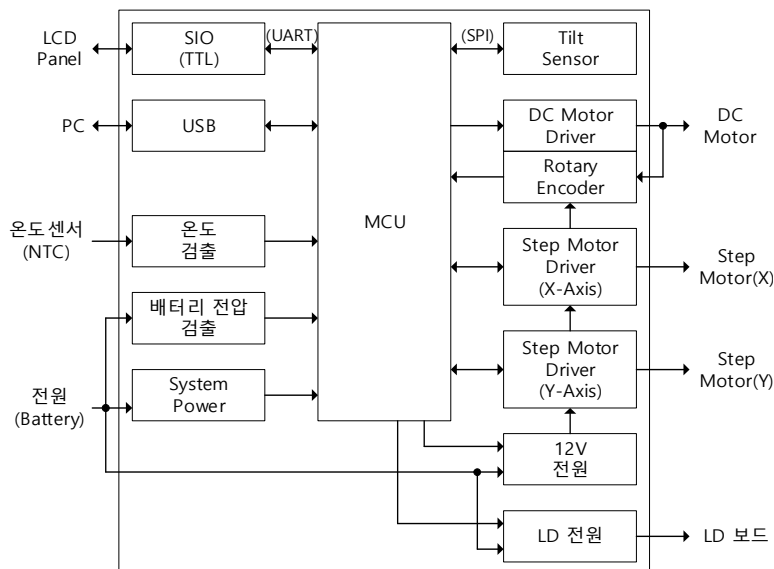 LCD
Panel
SIO
(TTL)
(UART)
(SPI)
Tilt
Sensor
PC
USB
DC Motor
Driver
DC
Motor
Rotary
Encoder
MCU
온도 센서
(NTC)
온도
검출
Step Motor
Driver
(X-Axis)
Step
Motor(X)
배터리 전압
검출
Step Motor
Driver
(Y-Axis)
Step
Motor(Y)
전원
(Battery)
System
Power
12V
전원
LD 전원
LD 보드